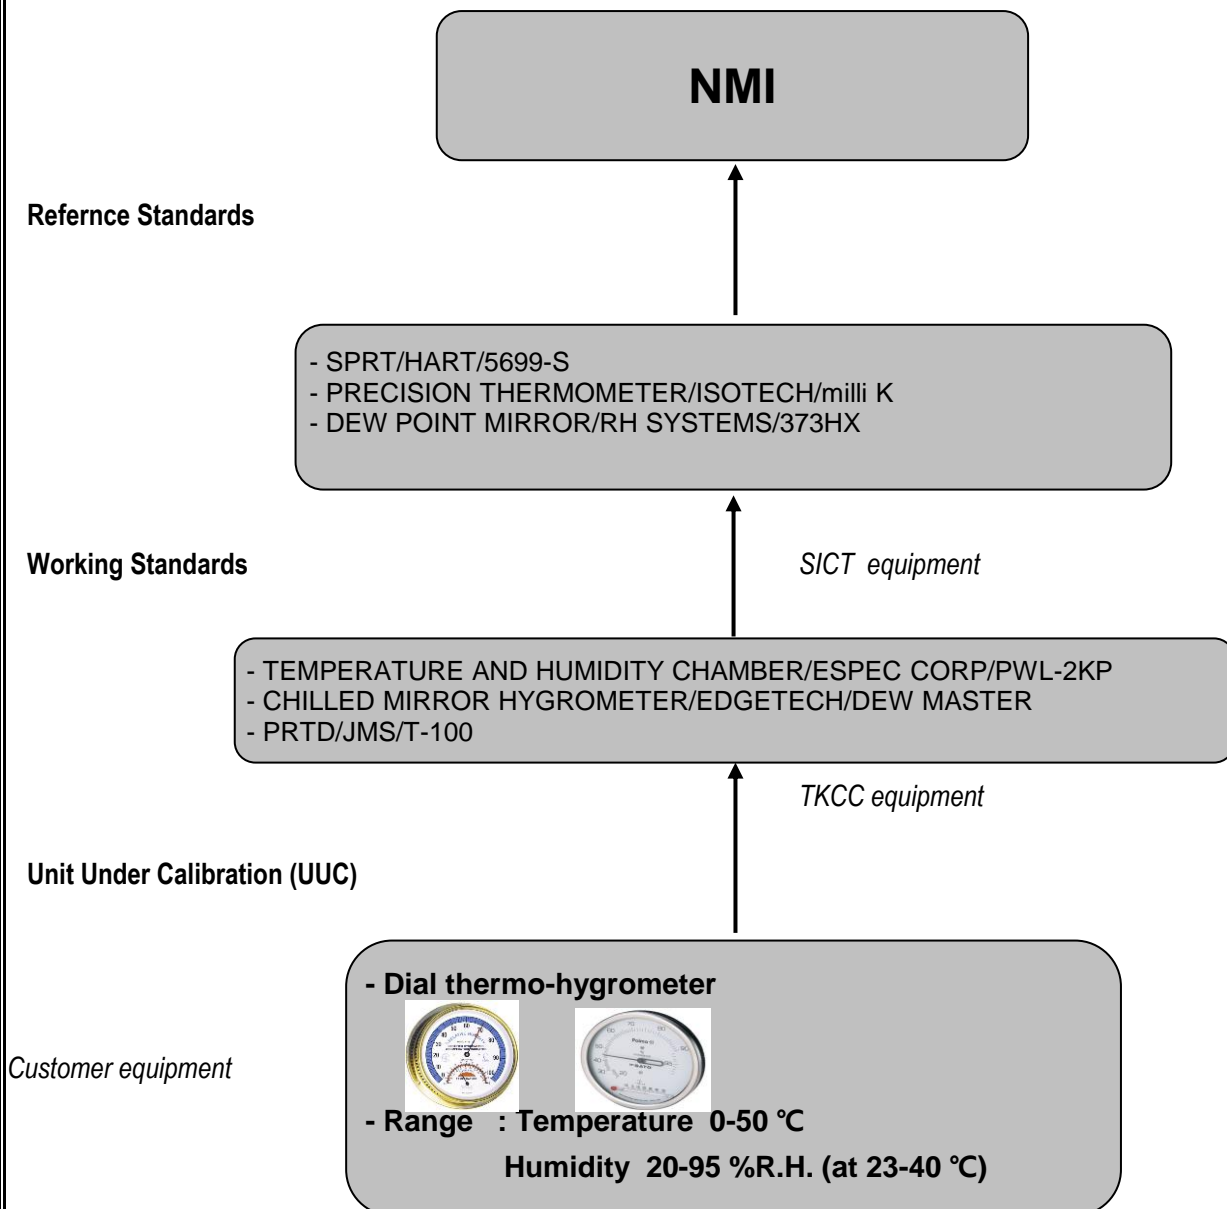 NMI
Refernce Standards
- SPRT/HART/5699-S
- PRECISION THERMOMETER/ISOTECH/milli K
- DEW POINT MIRROR/RH SYSTEMS/373HX
Working Standards
SICT  equipment
- TEMPERATURE AND HUMIDITY CHAMBER/ESPEC CORP/PWL-2KP
- CHILLED MIRROR HYGROMETER/EDGETECH/DEW MASTER
- PRTD/JMS/T-100
TKCC equipment
Unit Under Calibration (UUC)
- Dial thermo-hygrometer
Customer equipment
- Range   : Temperature  0-50 ℃
Humidity  20-95 %R.H. (at 23-40 ℃)